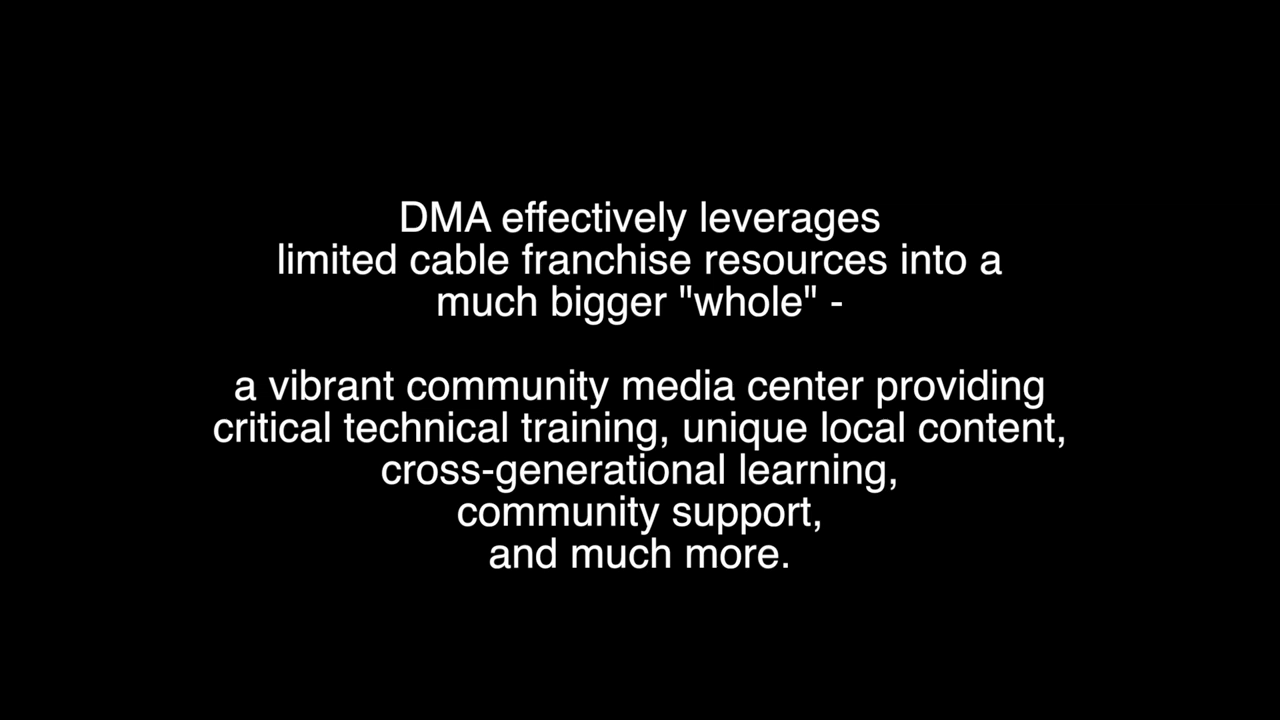 DMA effectively leverages
limited cable franchise resources into a
much bigger "whole" -
a vibrant community media center providing
critical technical training, unique local content,
cross-generational learning,
community support,
and much more.